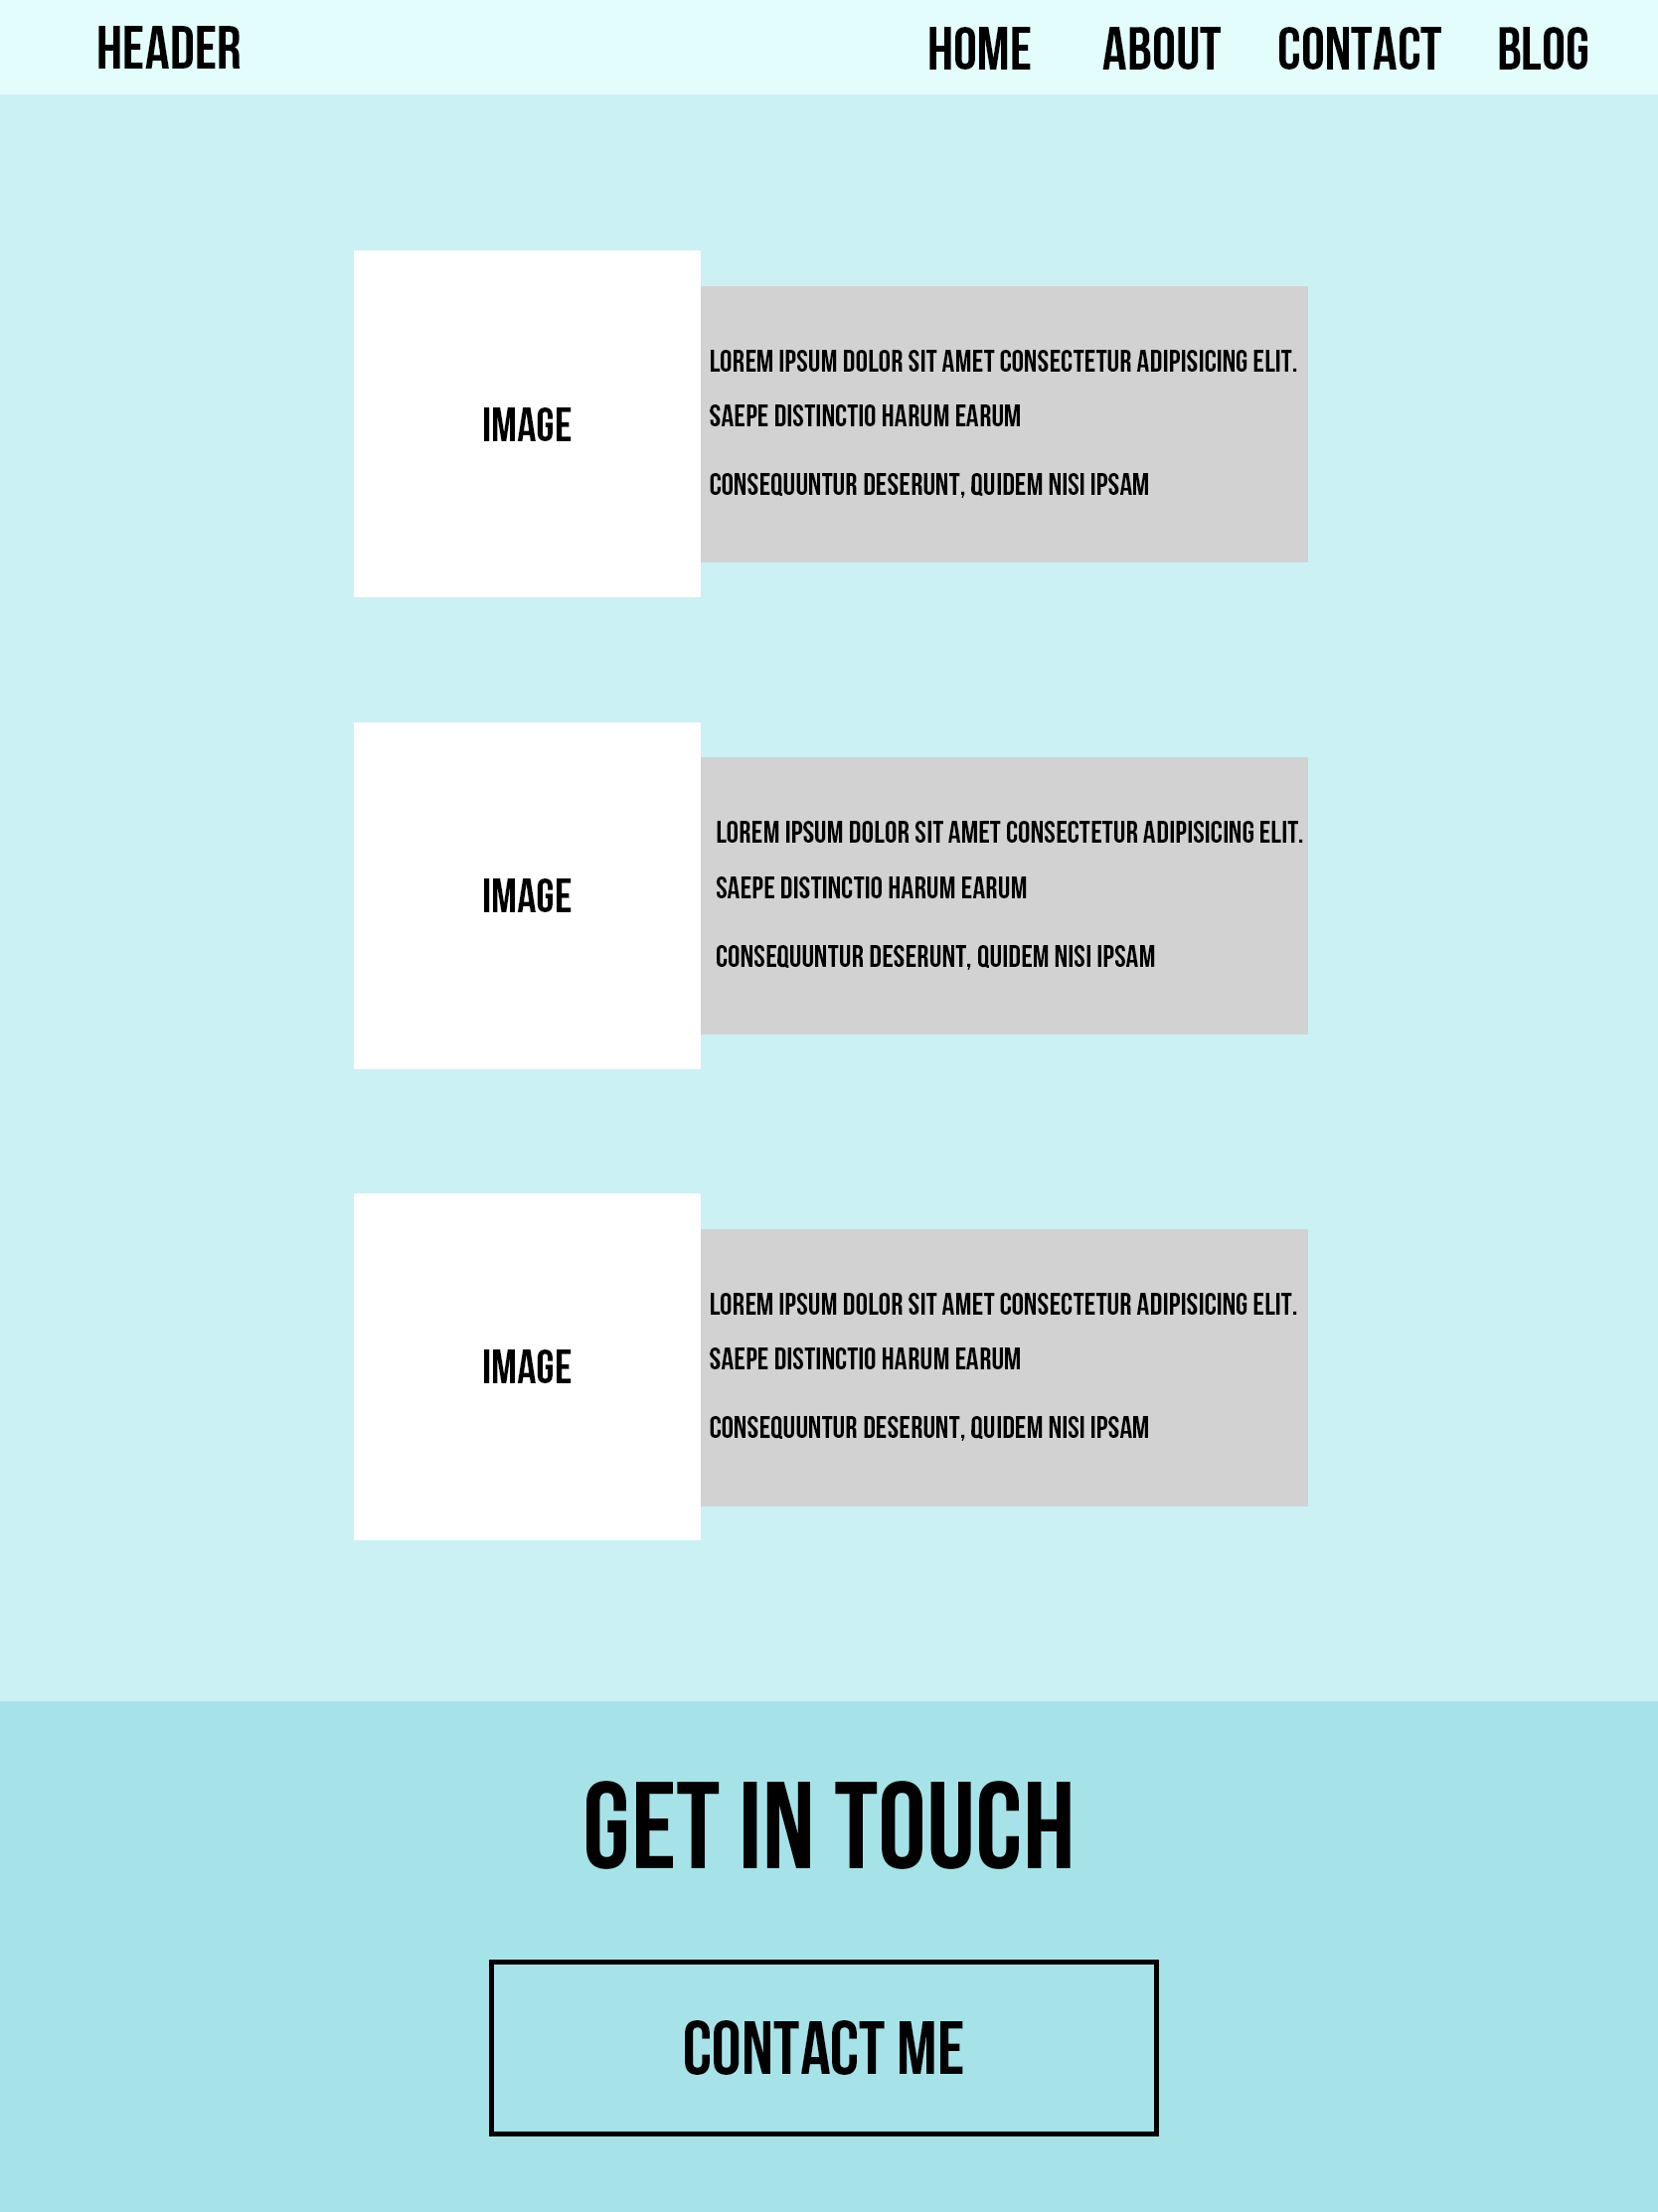 HEADER HOME ABOUT CONTACT BLOG
IMAGE
LOREM IPSUM DOLOR SIT AMET CONSECTETUR ADIPISICING ELIT.
SAEPE DISTINCTIO HARUM EARUM
CONSEQUUNTUR DESERUNT, QUIDEM NISI IPSAM
IMAGE
LOREM IPSUM DOLOR SIT AMET CONSECTETUR ADIPISICING ELIT.
SAEPE DISTINCTIO HARUM EARUM
CONSEQUUNTUR DESERUNT, QUIDEM NISI IPSAM
IMAGE
LOREM IPSUM DOLOR SIT AMET CONSECTETUR ADIPISICING ELIT.
SAEPE DISTINCTIO HARUM EARUM
CONSEQUUNTUR DESERUNT, QUIDEM NISI IPSAM
GET IN TOUCH
CONTACT ME